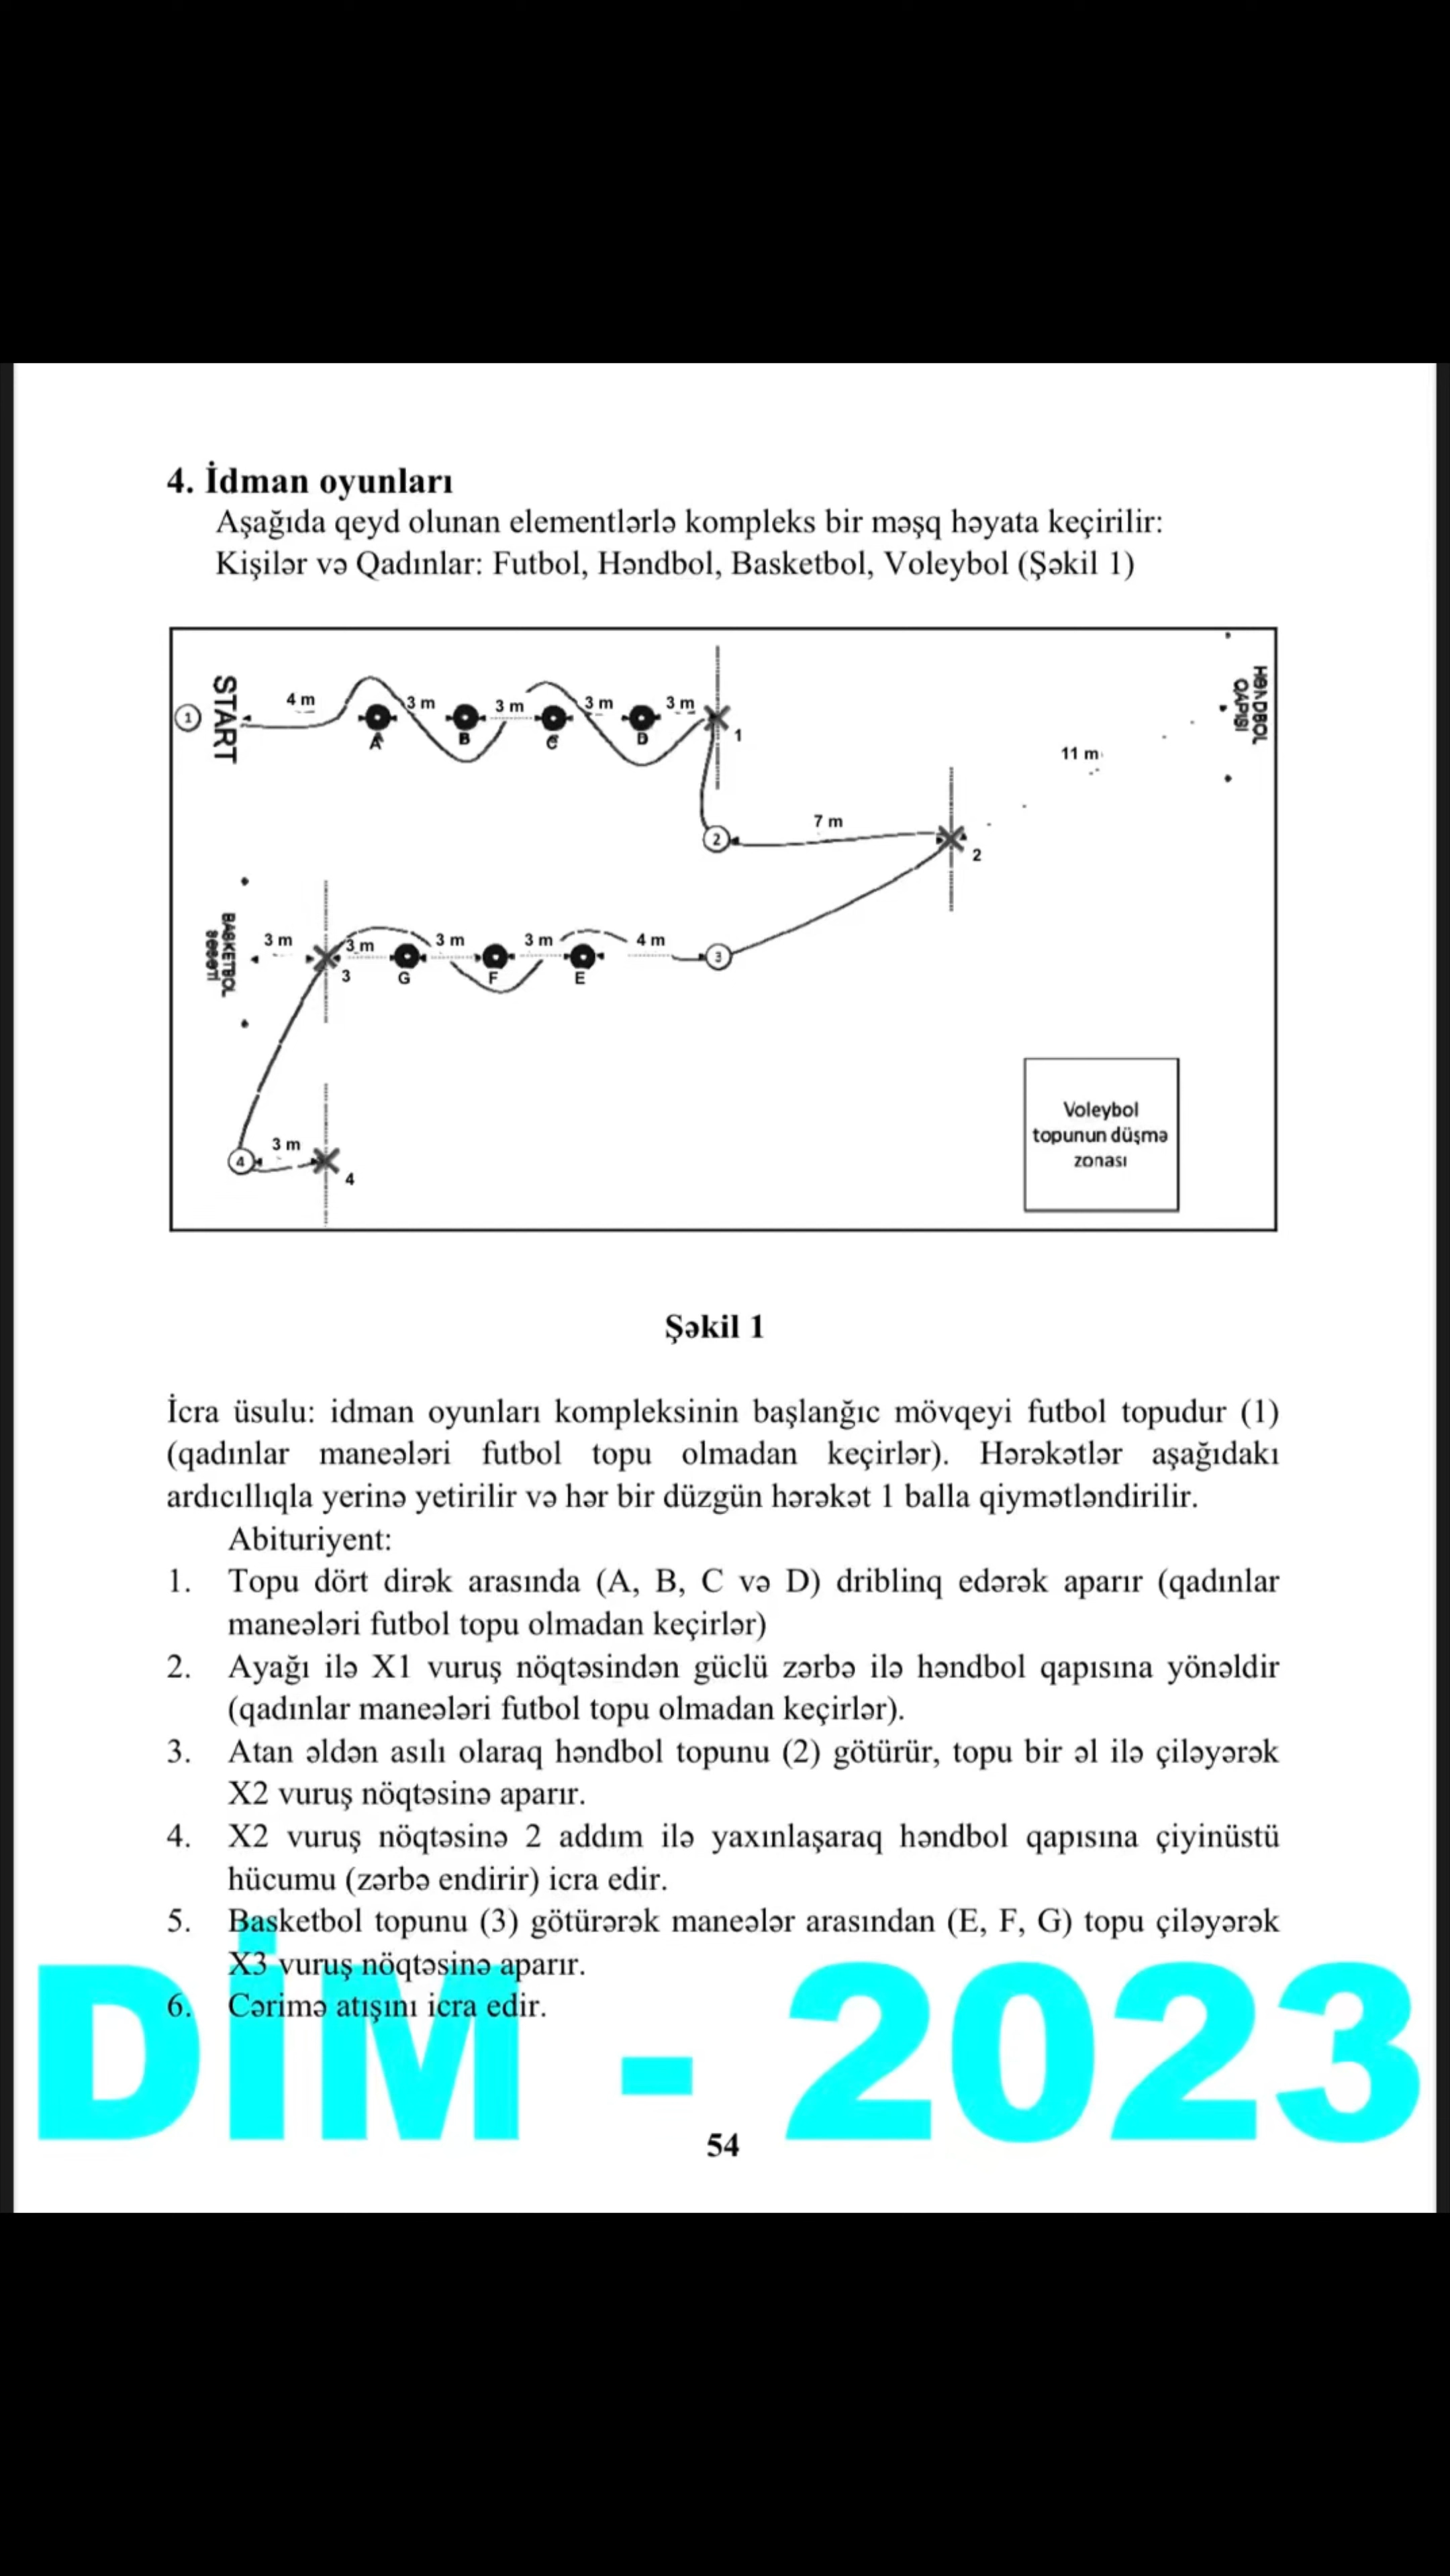 4. İdman oyunları
Aşağıda qeyd olunan elementlərlə kompleks bir məşq həyata keçirilir:
Kişilər və Qadınlar: Futbol, Həndbol, Basketbol, Voleybol (Şəkil 1)
1
START
4 m
A
3 m
B
3 m
C
3 m
D
3 m
1
HƏNDBOL
QAPISI
11 m
2
7 m
2
BASKETBOL
səbəti
3 m
3
3 m
G
3 m
F
3 m
E
4 m
3
4
3 m
4
Voleybol
topunun düşmə
zonası
Şəkil 1
İcra üsulu: idman oyunları kompleksinin başlanğıc mövqeyi futbol topudur (1)
(qadınlar maneələri futbol topu olmadan keçirlər). Hərəkətlər aşağıdakı
ardıcıllıqla yerinə yetirilir və hər bir düzgün hərəkət 1 balla qiymətləndirilir.
Abituriyent:
1. Topu dört dirək arasında (A, B, C və D) driblinq edərək aparır (qadınlar
maneələri futbol topu olmadan keçirlər)
2. Ayağı ilə X1 vuruş nöqtəsindən güclü zərbə ilə həndbol qapısına yönəldir
(qadınlar maneələri futbol topu olmadan keçirlər).
3. Atan əldən asılı olaraq həndbol topunu (2) götürür, topu bir əl ilə çiləyərək
X2 vuruş nöqtəsinə aparır.
4. X2 vuruş nöqtəsinə 2 addım ilə yaxınlaşaraq həndbol qapısına çiyinüstü
hücumu (zərbə endirir) icra edir.
5. Basketbol topunu (3) götürərək maneələr arasından (E, F, G) topu çiləyərək
X3 vuruş nöqtəsinə aparır.
6. Cərimə atışını icra edir.
DİM - 2023
54